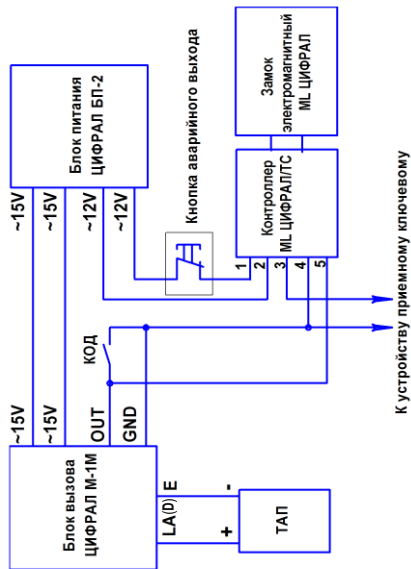 Блок питания
ЦИФРАЛ БП-2
~15V
~15V
~12V
~12V
Кнопка аварийного выхода
Замок
электромагнитный
ML ЦИФРАЛ
Контроллер
ML ЦИФРАЛ/ТС
1
2
3
4
5
КОД
К устройству приемному ключевому
~15V
~15V
OUT
GND
Блок вызова
ЦИФРАЛ М-1М
LA(D)
E
+
-
ТАП